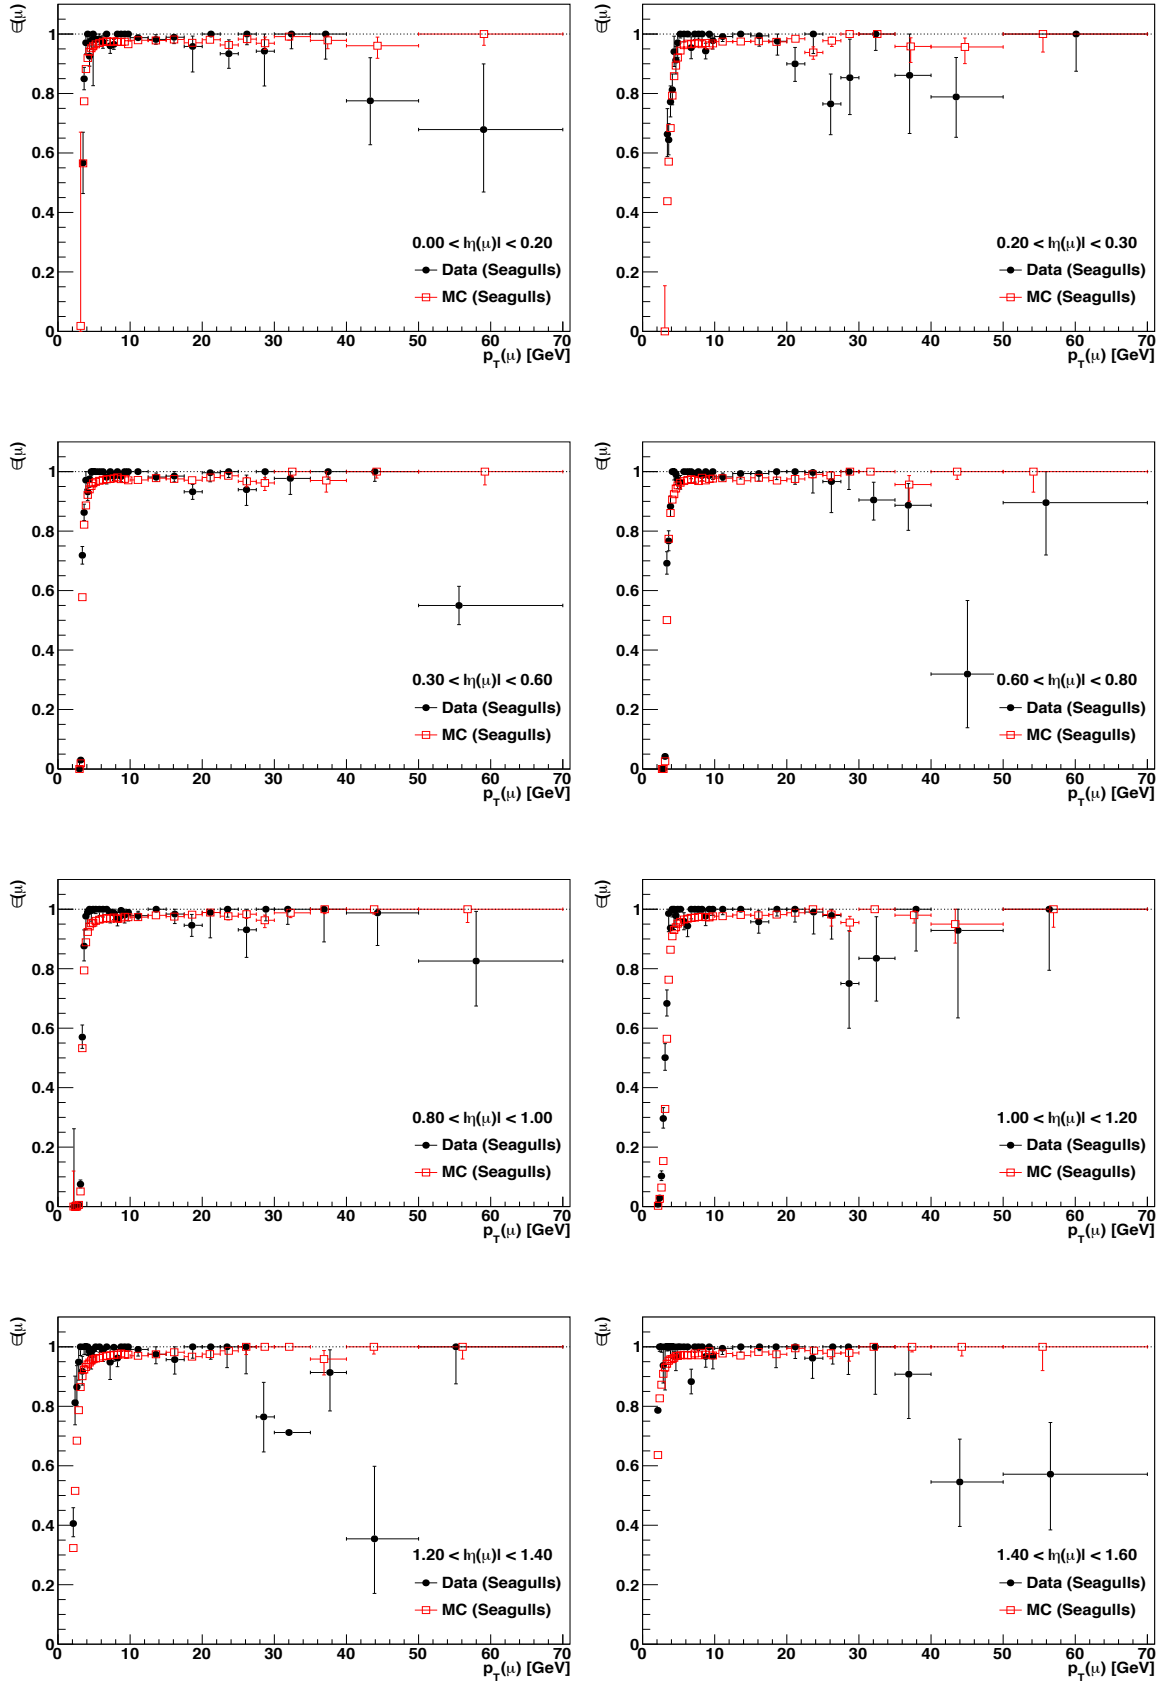 ∈(μ)
1
0.8
0.6
0.4
0.2
0
0.00 < |η(μ)| < 0.20
Data (Seagulls)
MC (Seagulls)
0 10 20 30 40 50 60 70
p_T(μ) [GeV]
∈(μ)
1
0.8
0.6
0.4
0.2
0
0.20 < |η(μ)| < 0.30
Data (Seagulls)
MC (Seagulls)
0 10 20 30 40 50 60 70
p_T(μ) [GeV]
∈(μ)
1
0.8
0.6
0.4
0.2
0
0.30 < |η(μ)| < 0.60
Data (Seagulls)
MC (Seagulls)
0 10 20 30 40 50 60 70
p_T(μ) [GeV]
∈(μ)
1
0.8
0.6
0.4
0.2
0
0.60 < |η(μ)| < 0.80
Data (Seagulls)
MC (Seagulls)
0 10 20 30 40 50 60 70
p_T(μ) [GeV]
∈(μ)
1
0.8
0.6
0.4
0.2
0
0.80 < |η(μ)| < 1.00
Data (Seagulls)
MC (Seagulls)
0 10 20 30 40 50 60 70
p_T(μ) [GeV]
∈(μ)
1
0.8
0.6
0.4
0.2
0
1.00 < |η(μ)| < 1.20
Data (Seagulls)
MC (Seagulls)
0 10 20 30 40 50 60 70
p_T(μ) [GeV]
∈(μ)
1
0.8
0.6
0.4
0.2
0
1.20 < |η(μ)| < 1.40
Data (Seagulls)
MC (Seagulls)
0 10 20 30 40 50 60 70
p_T(μ) [GeV]
∈(μ)
1
0.8
0.6
0.4
0.2
0
1.40 < |η(μ)| < 1.60
Data (Seagulls)
MC (Seagulls)
0 10 20 30 40 50 60 70
p_T(μ) [GeV]